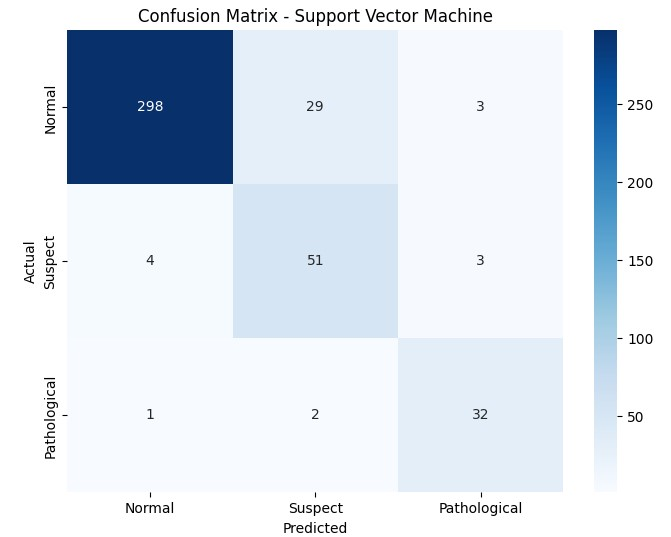 Confusion Matrix - Support Vector Machine
Actual
Normal
298
29
3
Suspect
4
51
3
Pathological
1
2
32
Normal
Suspect
Pathological
Predicted
250
200
150
100
50